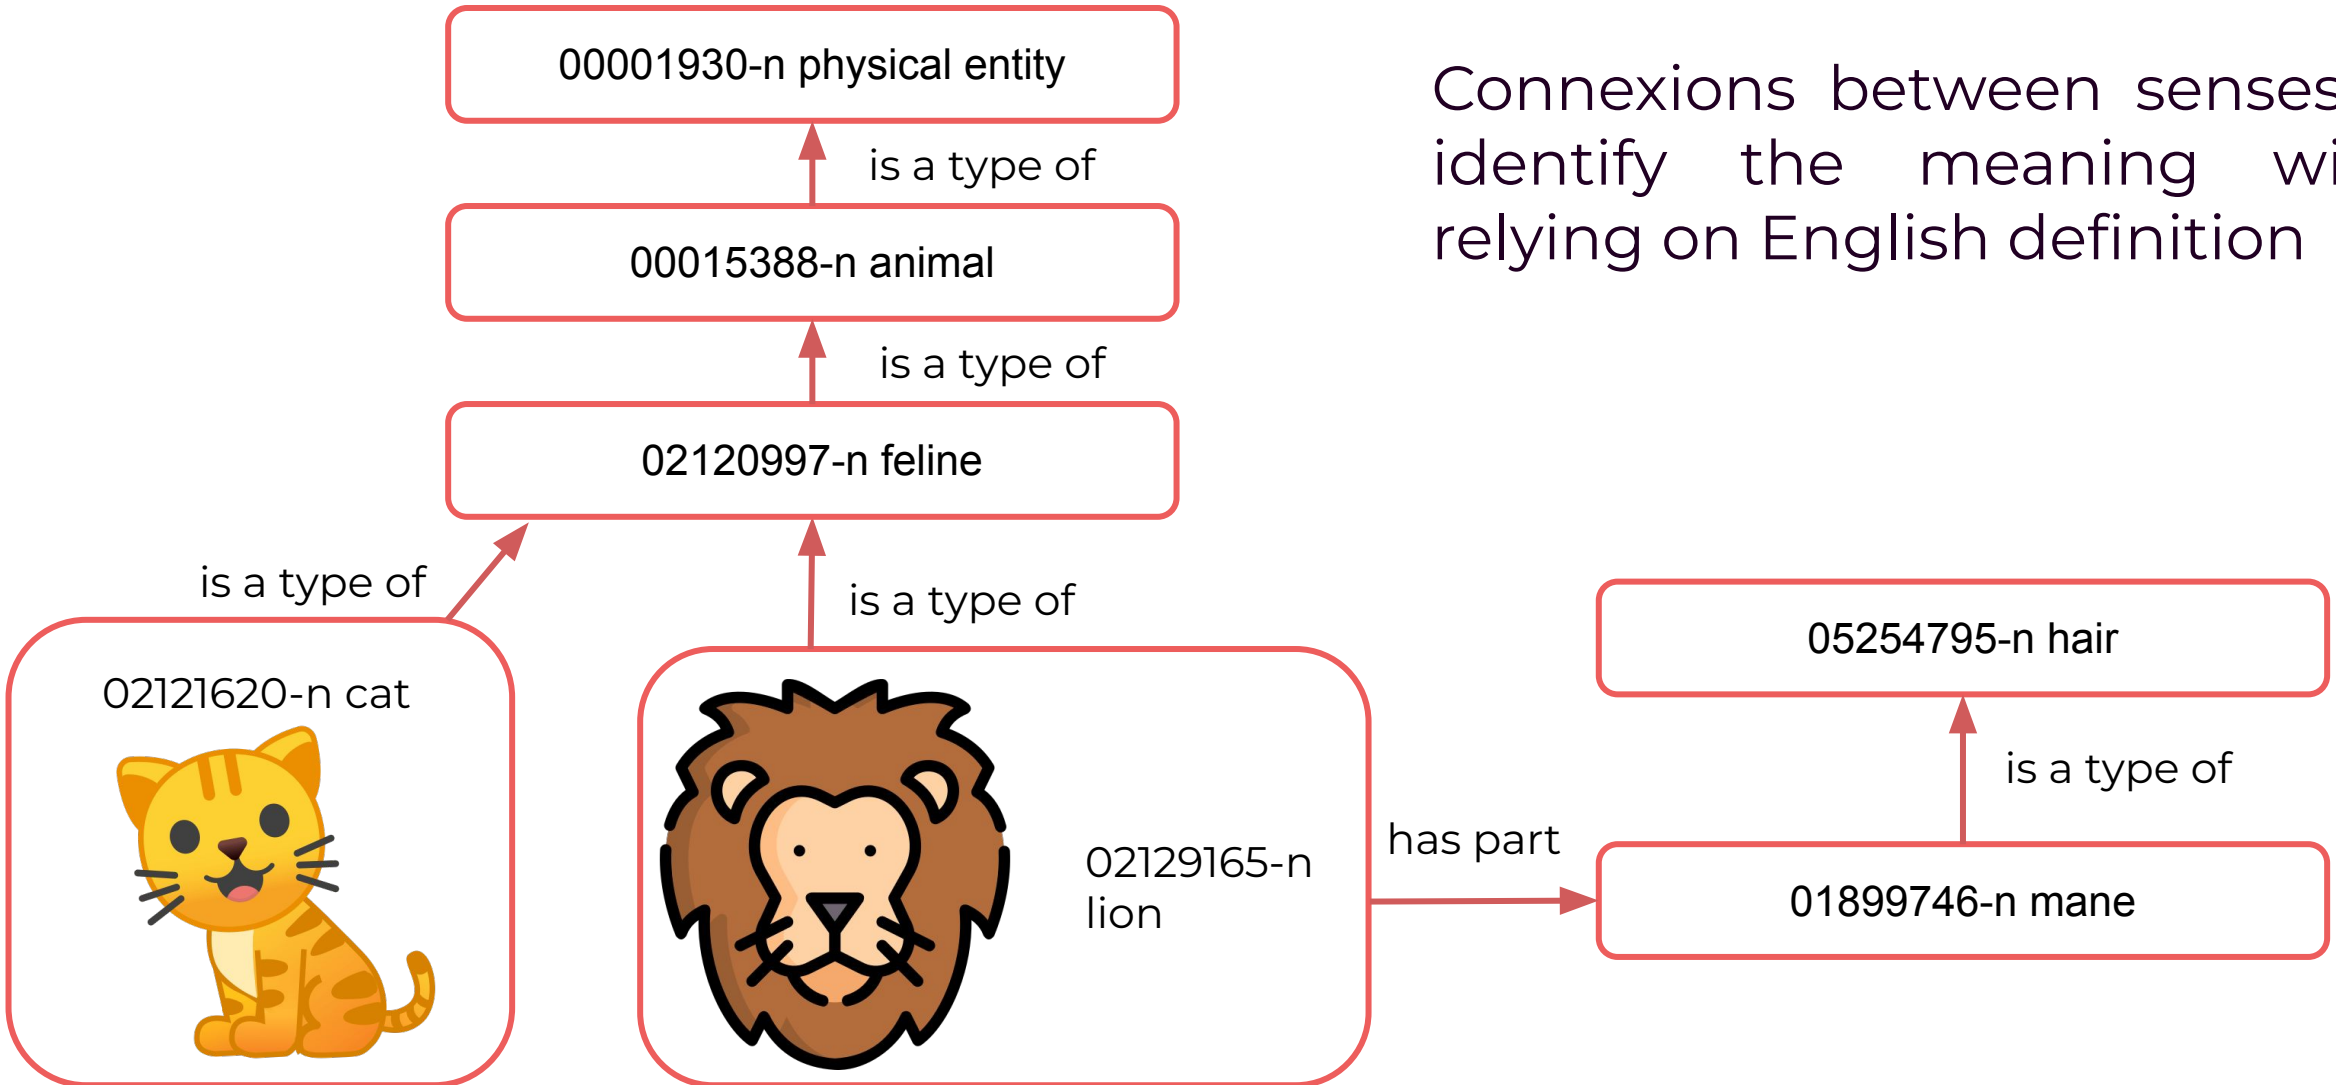 00001930-n physical entity
Connexions between senses
identify the meaning
relying on English definition
is a type of
00015388-n animal
is a type of
02120997-n feline
is a type of
is a type of
02121620-n cat
02129165-n
lion
has part
05254795-n hair
is a type of
01899746-n mane